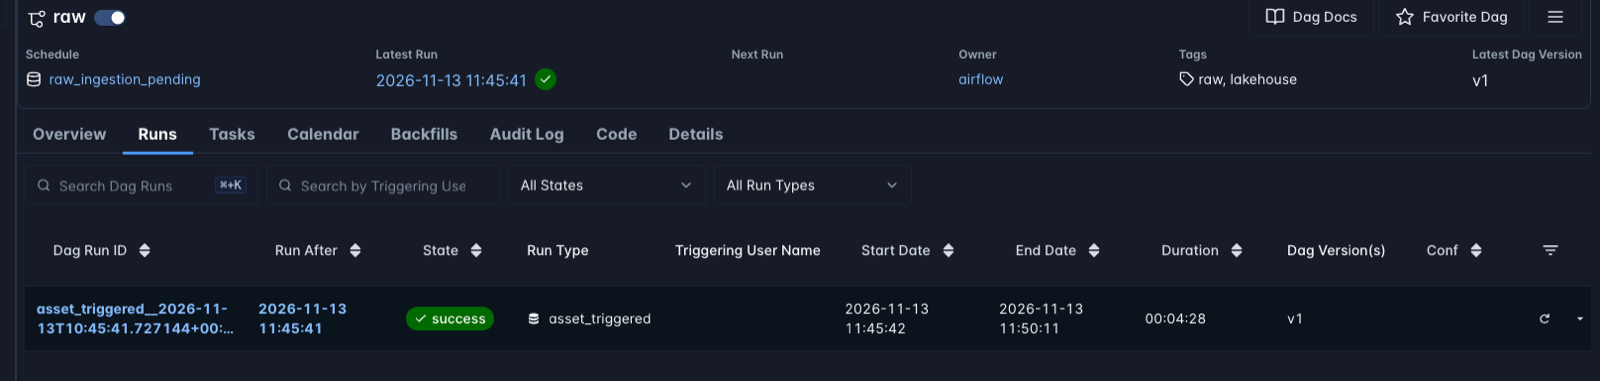 raw
Dag Docs
Favorite Dag
Schedule
Latest Run
Next Run
Owner
Tags
Latest Dag Version
raw_ingestion_pending
2026-11-13 11:45:41
airflow
raw, lakehouse
v1
Overview
Runs
Tasks
Calendar
Backfills
Audit Log
Code
Details
Search Dag Runs
⌘+K
Search by Triggering Use
All States
All Run Types
Dag Run ID
Run After
State
Run Type
Triggering User Name
Start Date
End Date
Duration
Dag Version(s)
Conf
asset_triggered__2026-11-
13T10:45:41.727144+00:…
2026-11-13
11:45:41
success
asset_triggered
2026-11-13
11:45:42
2026-11-13
11:50:11
00:04:28
v1